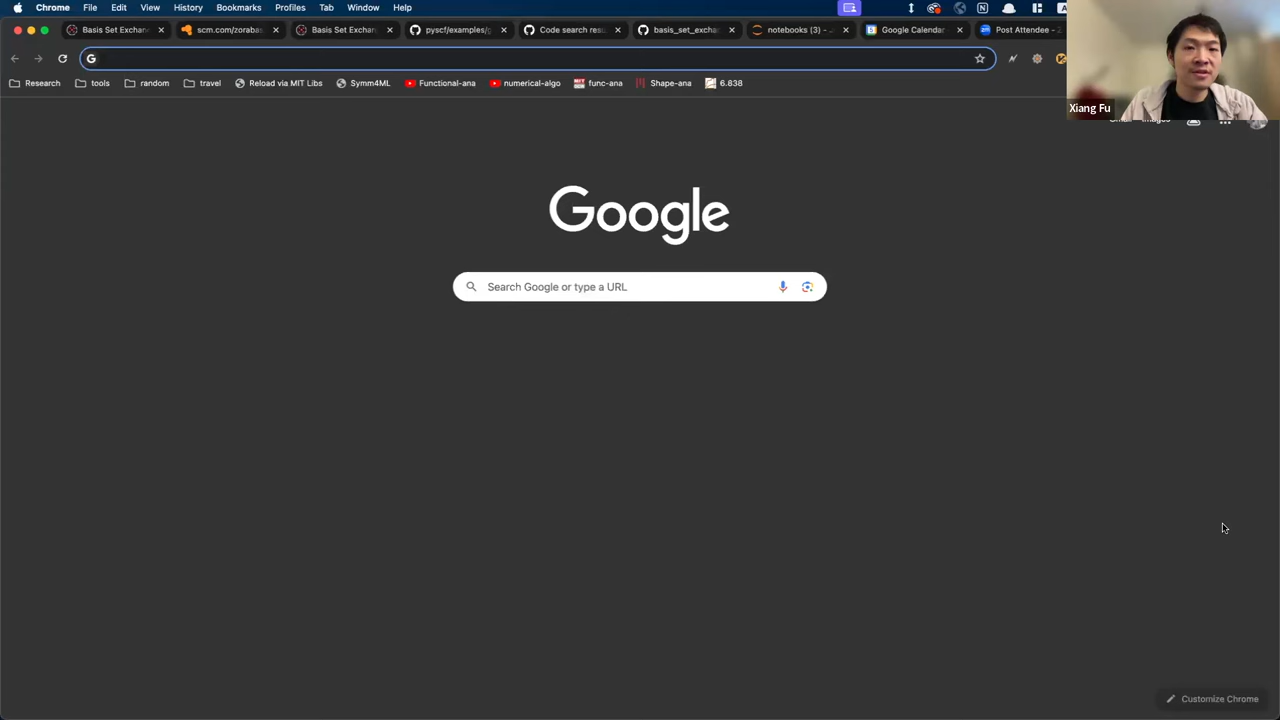 Chrome File Edit View History Bookmarks Profiles Tab Window Help
Basis Set Exchan
scm.com/zorabas
Basis Set Exchan
pyscf/examples/g
Code search resu
basis_set_excha
notebooks (3) - J
Google Calendar
Post Attendee - Z
Research tools random travel Reload via MIT Libs Symm4ML Functional-ana numerical-algo func-ana Shape-ana 6.838
Xiang Fu
Google
Search Google or type a URL
Customize Chrome